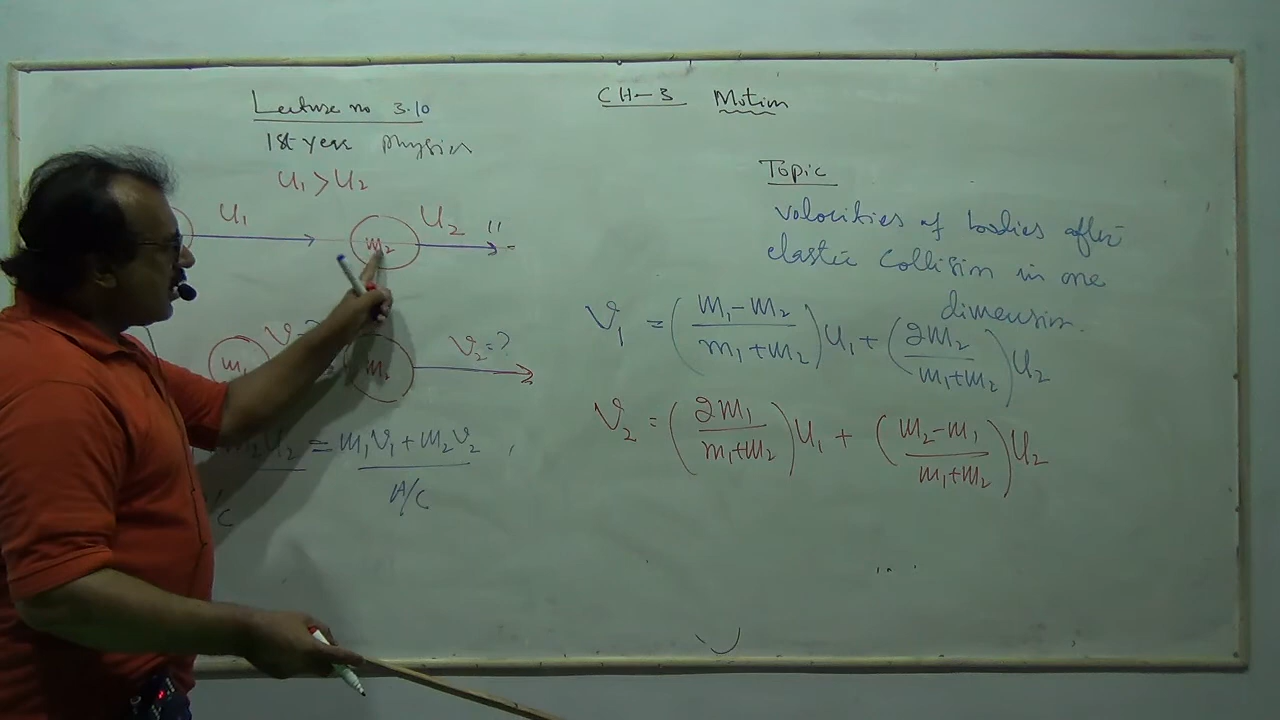 Lecture no 3.10
1st year physics
U₁ > U₂
U₁
U₂
m₂
m₁
V₂ = ?
U₂ = m₁V₁ + m₂V₂
A/C
CH-3 Motion
Topic
velocities of bodies after
elastic collision in one
dimension.
V₁ = ( m₁ - m₂ / m₁ + m₂ ) U₁ + ( 2m₂ / m₁ + m₂ ) U₂
V₂ = ( 2m₁ / m₁ + m₂ ) U₁ + ( m₂ - m₁ / m₁ + m₂ ) U₂